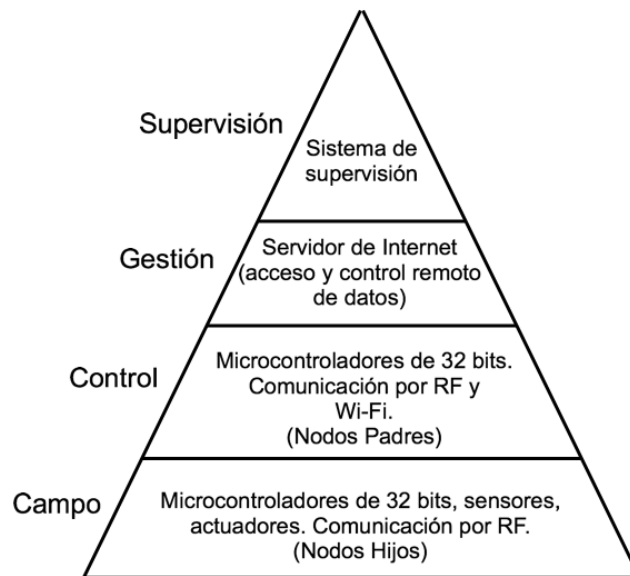 Supervisión
Sistema de
supervisión
Gestión
Servidor de Internet
(acceso y control remoto
de datos)
Control
Microcontroladores de 32 bits.
Comunicación por RF y
Wi-Fi.
(Nodos Padres)
Campo
Microcontroladores de 32 bits, sensores,
actuadores. Comunicación por RF.
(Nodos Hijos)